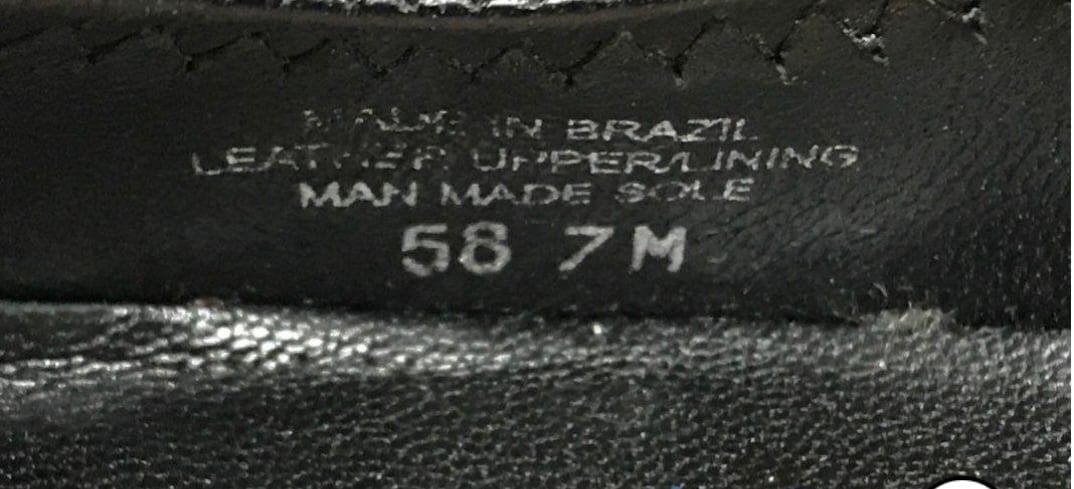 MADE IN BRAZIL
LEATHER UPPER/LINING
MAN MADE SOLE
58 7M